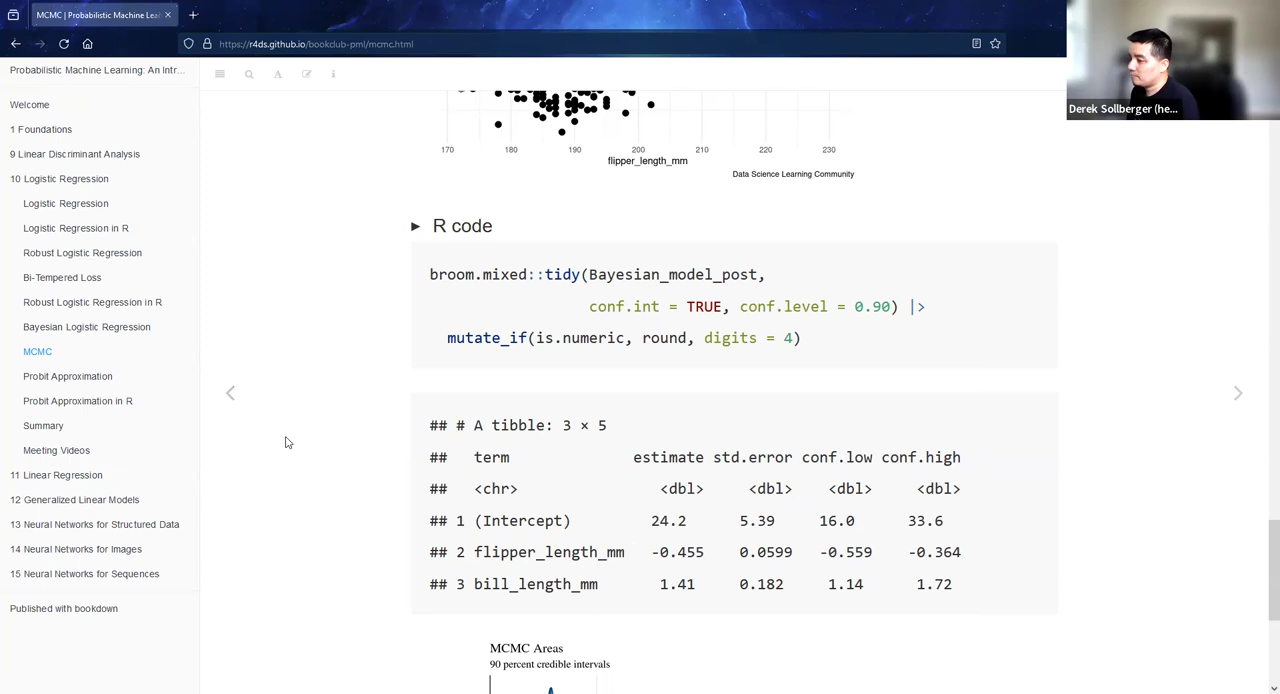 MCMC | Probabilistic Machine Lea
https://r4ds.github.io/bookclub-pml/mcmc.html
Derek Sollberger (he...
Probabilistic Machine Learning: An Intr...
Welcome
1 Foundations
9 Linear Discriminant Analysis
10 Logistic Regression
Logistic Regression
Logistic Regression in R
Robust Logistic Regression
Bi-Tempered Loss
Robust Logistic Regression in R
Bayesian Logistic Regression
MCMC
Probit Approximation
Probit Approximation in R
Summary
Meeting Videos
11 Linear Regression
12 Generalized Linear Models
13 Neural Networks for Structured Data
14 Neural Networks for Images
15 Neural Networks for Sequences
Published with bookdown
170 180 190 200 210 220 230
flipper_length_mm
Data Science Learning Community
R code
broom.mixed::tidy(Bayesian_model_post,
conf.int = TRUE, conf.level = 0.90) |>
mutate_if(is.numeric, round, digits = 4)
## # A tibble: 3 × 5
## term estimate std.error conf.low conf.high
## <chr> <dbl> <dbl> <dbl> <dbl>
## 1 (Intercept) 24.2 5.39 16.0 33.6
## 2 flipper_length_mm -0.455 0.0599 -0.559 -0.364
## 3 bill_length_mm 1.41 0.182 1.14 1.72
MCMC Areas
90 percent credible intervals